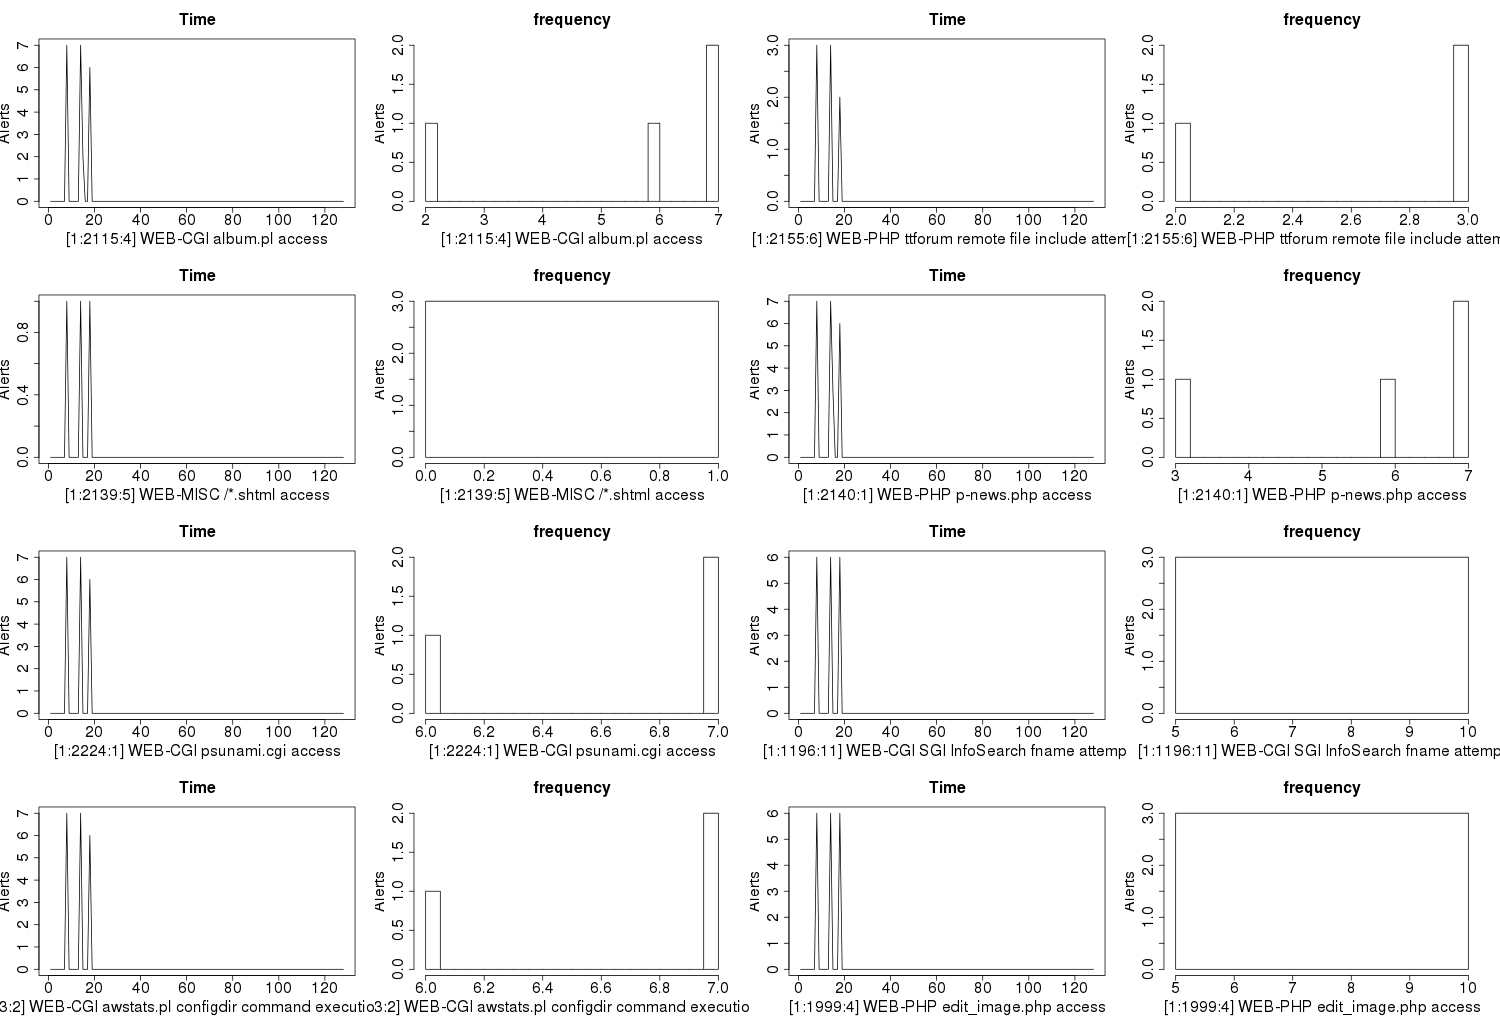 Time
Alerts
0 1 2 3 4 5 6 7
0 20 40 60 80 100 120
[1:2115:4] WEB-CGI album.pl access
frequency
Alerts
0.0 0.5 1.0 1.5 2.0
2 3 4 5 6 7
[1:2115:4] WEB-CGI album.pl access
Time
Alerts
0.0 1.0 2.0 3.0
0 20 40 60 80 100 120
[1:2155:6] WEB-PHP ttforum remote file include attem
frequency
Alerts
0.0 0.5 1.0 1.5 2.0
2.0 2.2 2.4 2.6 2.8 3.0
[1:2155:6] WEB-PHP ttforum remote file include attem
Time
Alerts
0.0 0.4 0.8
0 20 40 60 80 100 120
[1:2139:5] WEB-MISC /*.shtml access
frequency
Alerts
0.0 1.0 2.0 3.0
0.0 0.2 0.4 0.6 0.8 1.0
[1:2139:5] WEB-MISC /*.shtml access
Time
Alerts
0 1 2 3 4 5 6 7
0 20 40 60 80 100 120
[1:2140:1] WEB-PHP p-news.php access
frequency
Alerts
0.0 0.5 1.0 1.5 2.0
3 4 5 6 7
[1:2140:1] WEB-PHP p-news.php access
Time
Alerts
0 1 2 3 4 5 6 7
0 20 40 60 80 100 120
[1:2224:1] WEB-CGI psunami.cgi access
frequency
Alerts
0.0 0.5 1.0 1.5 2.0
6.0 6.2 6.4 6.6 6.8 7.0
[1:2224:1] WEB-CGI psunami.cgi access
Time
Alerts
0 1 2 3 4 5 6
0 20 40 60 80 100 120
[1:1196:11] WEB-CGI SGI InfoSearch fname attemp
frequency
Alerts
0.0 1.0 2.0 3.0
5 6 7 8 9 10
[1:1196:11] WEB-CGI SGI InfoSearch fname attemp
Time
Alerts
0 1 2 3 4 5 6 7
0 20 40 60 80 100 120
3:2] WEB-CGI awstats.pl configdir command executio
frequency
Alerts
0.0 0.5 1.0 1.5 2.0
6.0 6.2 6.4 6.6 6.8 7.0
3:2] WEB-CGI awstats.pl configdir command executio
Time
Alerts
0 1 2 3 4 5 6
0 20 40 60 80 100 120
[1:1999:4] WEB-PHP edit_image.php access
frequency
Alerts
0.0 1.0 2.0 3.0
5 6 7 8 9 10
[1:1999:4] WEB-PHP edit_image.php access